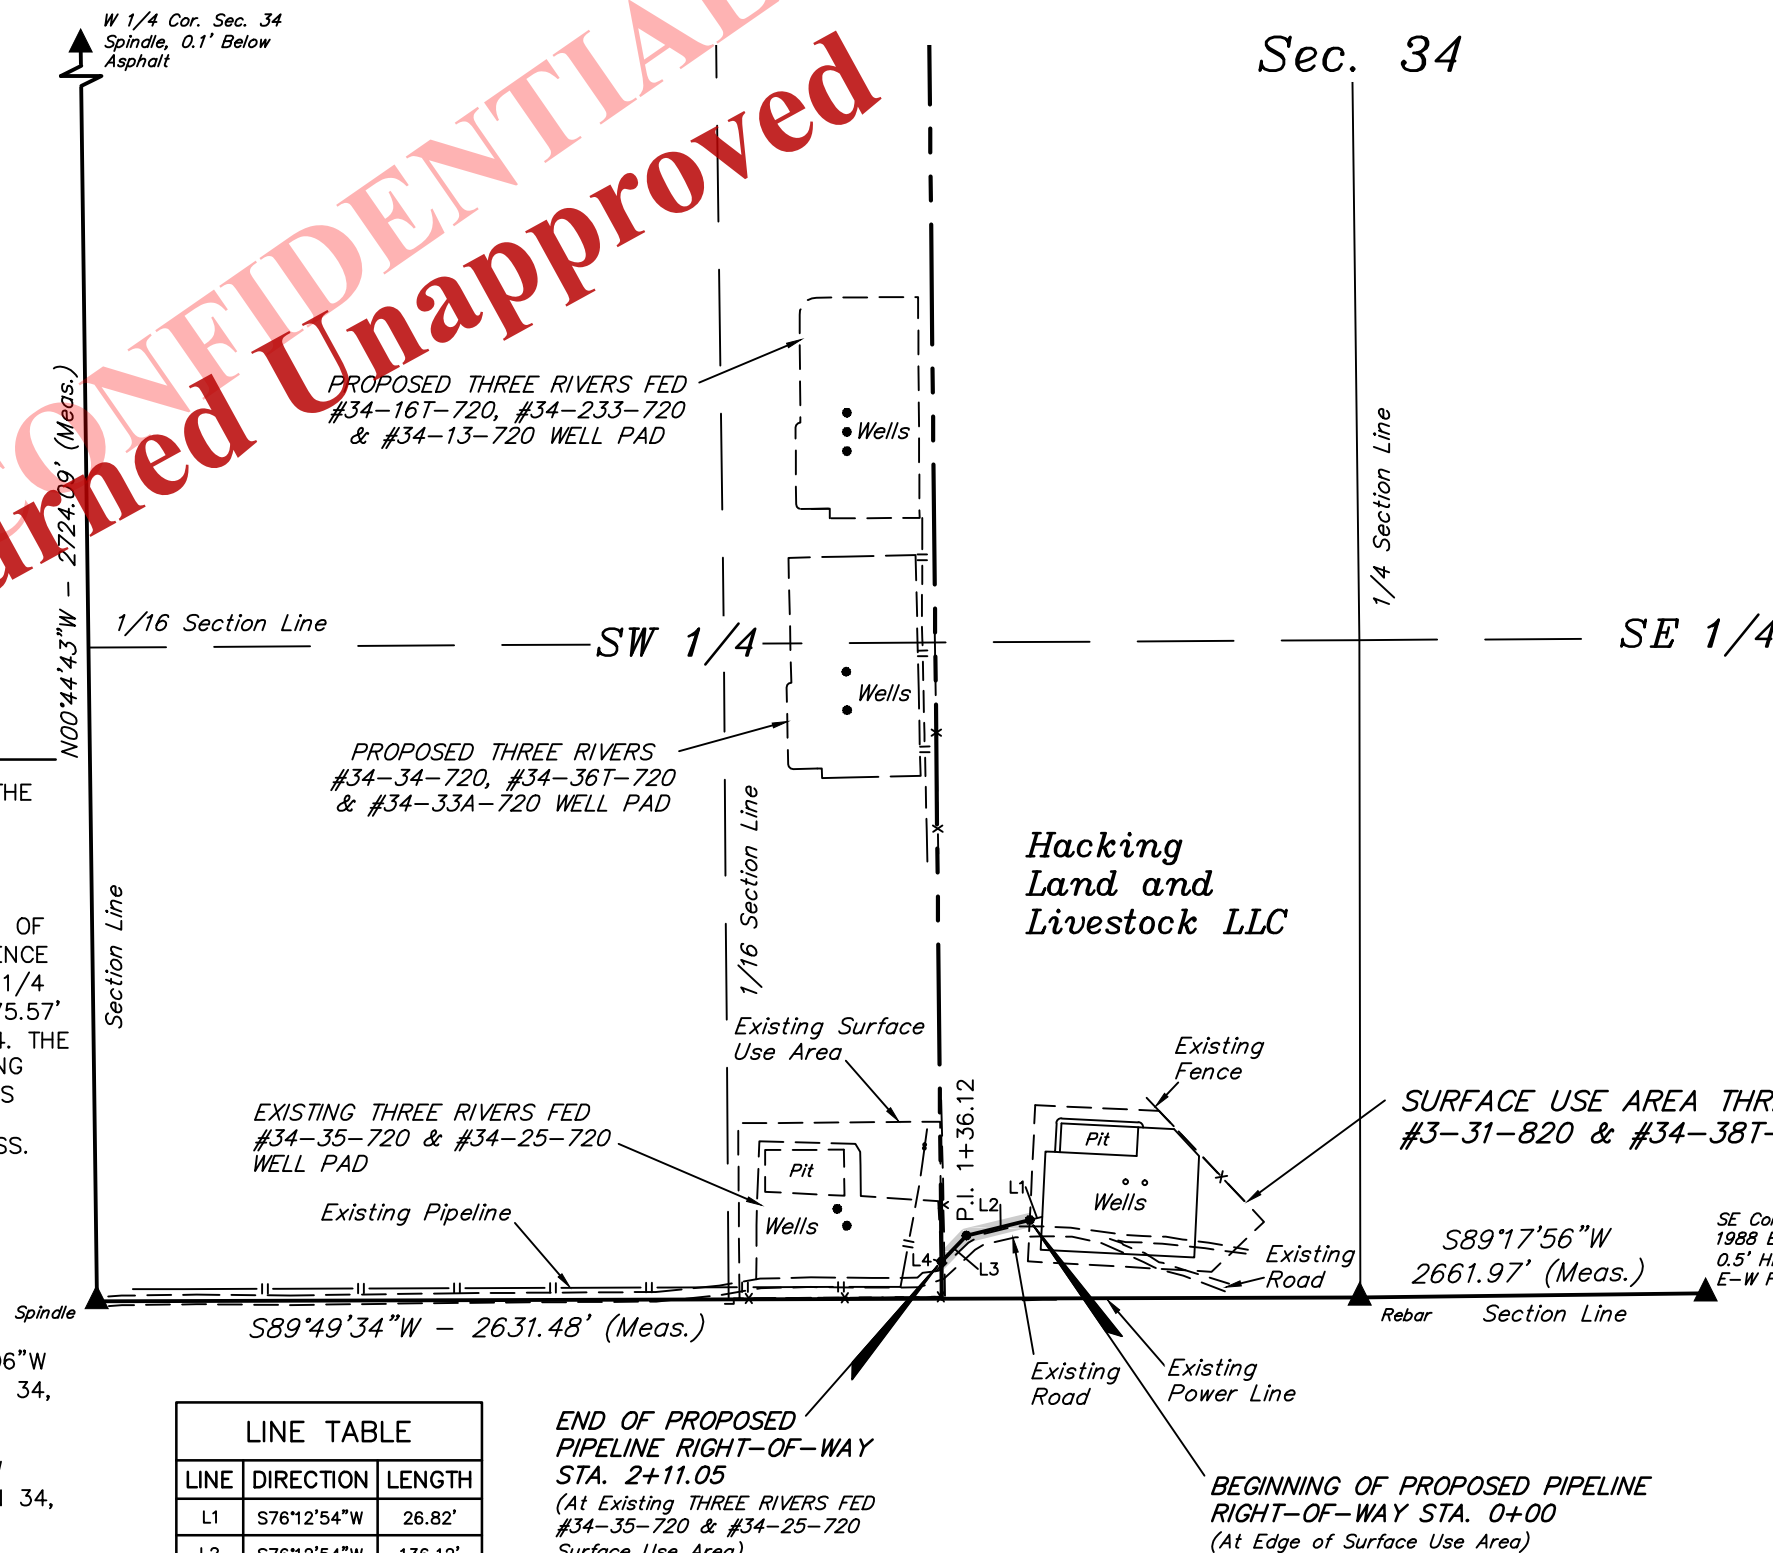 W 1/4 Cor. Sec. 34
Spindle, 0.1' Below
Asphalt
Sec. 34
CONFIDENTIAL
Unapproved
N00°44'43"W - 2724.09' (Meas.)
PROPOSED THREE RIVERS FED
#34-16T-720, #34-233-720
& #34-13-720 WELL PAD
Wells
1/4 Section Line
1/16 Section Line
SW 1/4
SE 1/4
Wells
PROPOSED THREE RIVERS
#34-34-720, #34-36T-720
& #34-33A-720 WELL PAD
THE
1/16 Section Line
Hacking
Land and
Livestock LLC
Section Line
OF
1/4
THE
Existing Surface
Use Area
Existing
Fence
P.I. 1+36.12
EXISTING THREE RIVERS FED
#34-35-720 & #34-25-720
WELL PAD
Pit
Wells
Existing Pipeline
Pit
Wells
L1
L2
L3
L4
SURFACE USE AREA
#3-31-820 & #34-38T-
S89°17'56"W
2661.97' (Meas.)
Existing
Road
SE
1988
0.5'
E-W
Spindle
S89°49'34"W - 2631.48' (Meas.)
Rebar
Section Line
34,
Existing
Road
Existing
Power Line
34,
LINE TABLE
LINE DIRECTION LENGTH
L1 S76°12'54"W 26.82'
L2 S76°12'54"W 136.12'
END OF PROPOSED
PIPELINE RIGHT-OF-WAY
STA. 2+11.05
(At Existing THREE RIVERS FED
#34-35-720 & #34-25-720
Surface Use Area)
BEGINNING OF PROPOSED PIPELINE
RIGHT-OF-WAY STA. 0+00
(At Edge of Surface Use Area)